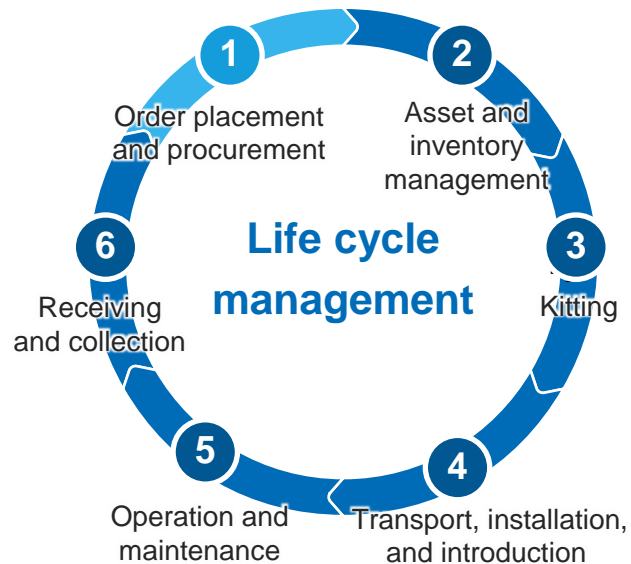 1
Order placement
and procurement
2
Asset and
inventory
management
3
Kitting
4
Transport, installation,
and introduction
5
Operation and
maintenance
6
Receiving
and collection
Life cycle
management